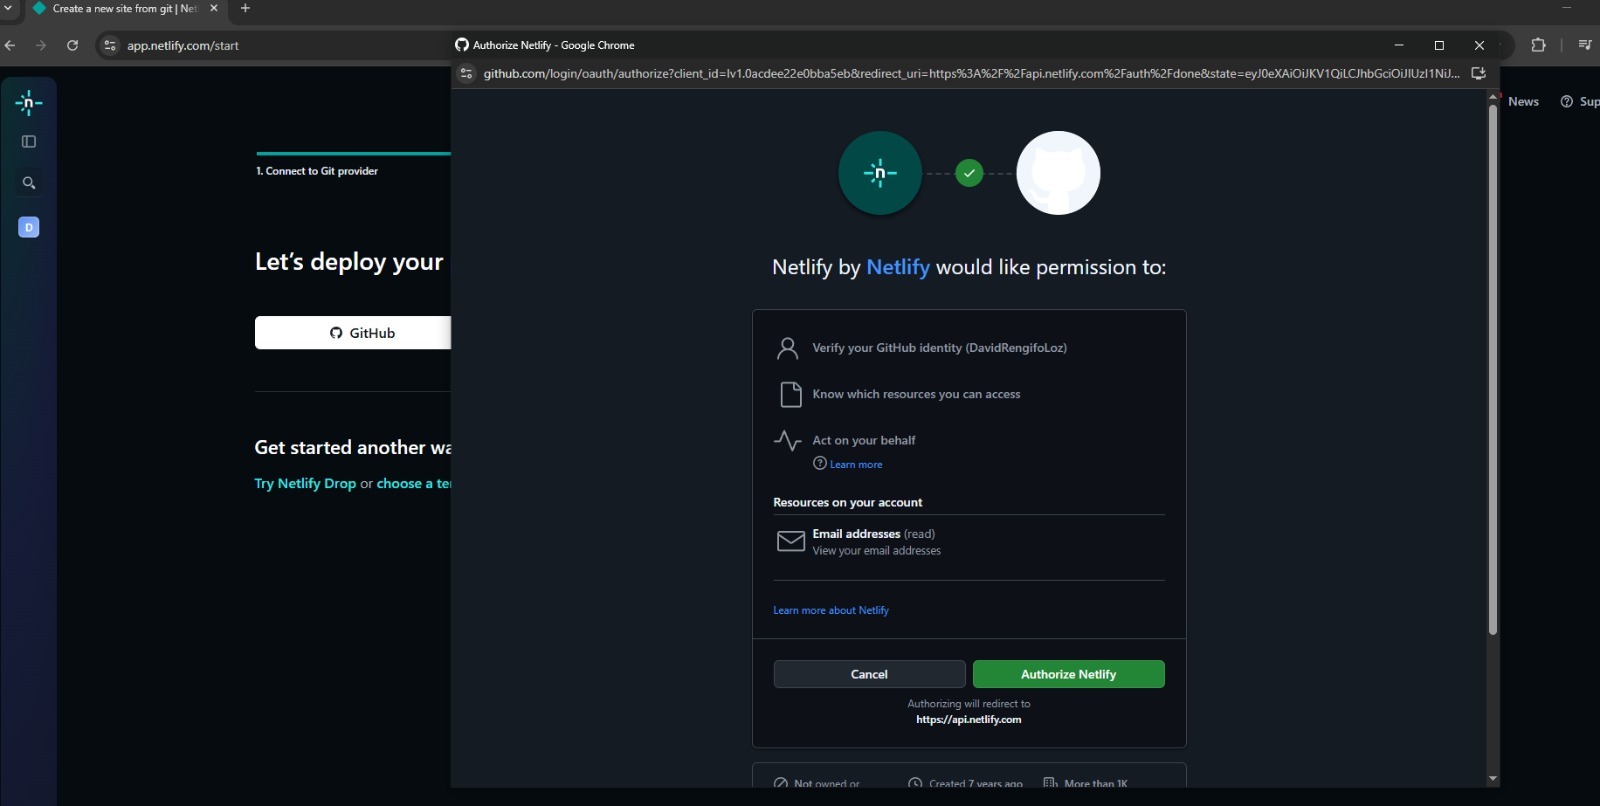 Create a new site from git | Net
app.netlify.com/start
Authorize Netlify - Google Chrome
github.com/login/oauth/authorize?client_id=Iv1.0acdee22e0bba5eb&redirect_uri=https%3A%2F%2Fapi.netlify.com%2Fauth%2Fdone&state=eyJ0eXAiOiJKV1QiLCJhbGciOiJIUzI1NiJ...
News
Sup
n
D
1. Connect to Git provider
Let's deploy your
GitHub
Get started another wa
Try Netlify Drop or choose a te
n
Netlify by Netlify would like permission to:
Verify your GitHub identity (DavidRengifoLoz)
Know which resources you can access
Act on your behalf
Learn more
Resources on your account
Email addresses (read)
View your email addresses
Learn more about Netlify
Cancel
Authorize Netlify
Authorizing will redirect to
https://api.netlify.com
Not owned or
Created 7 years ago
More than 1K